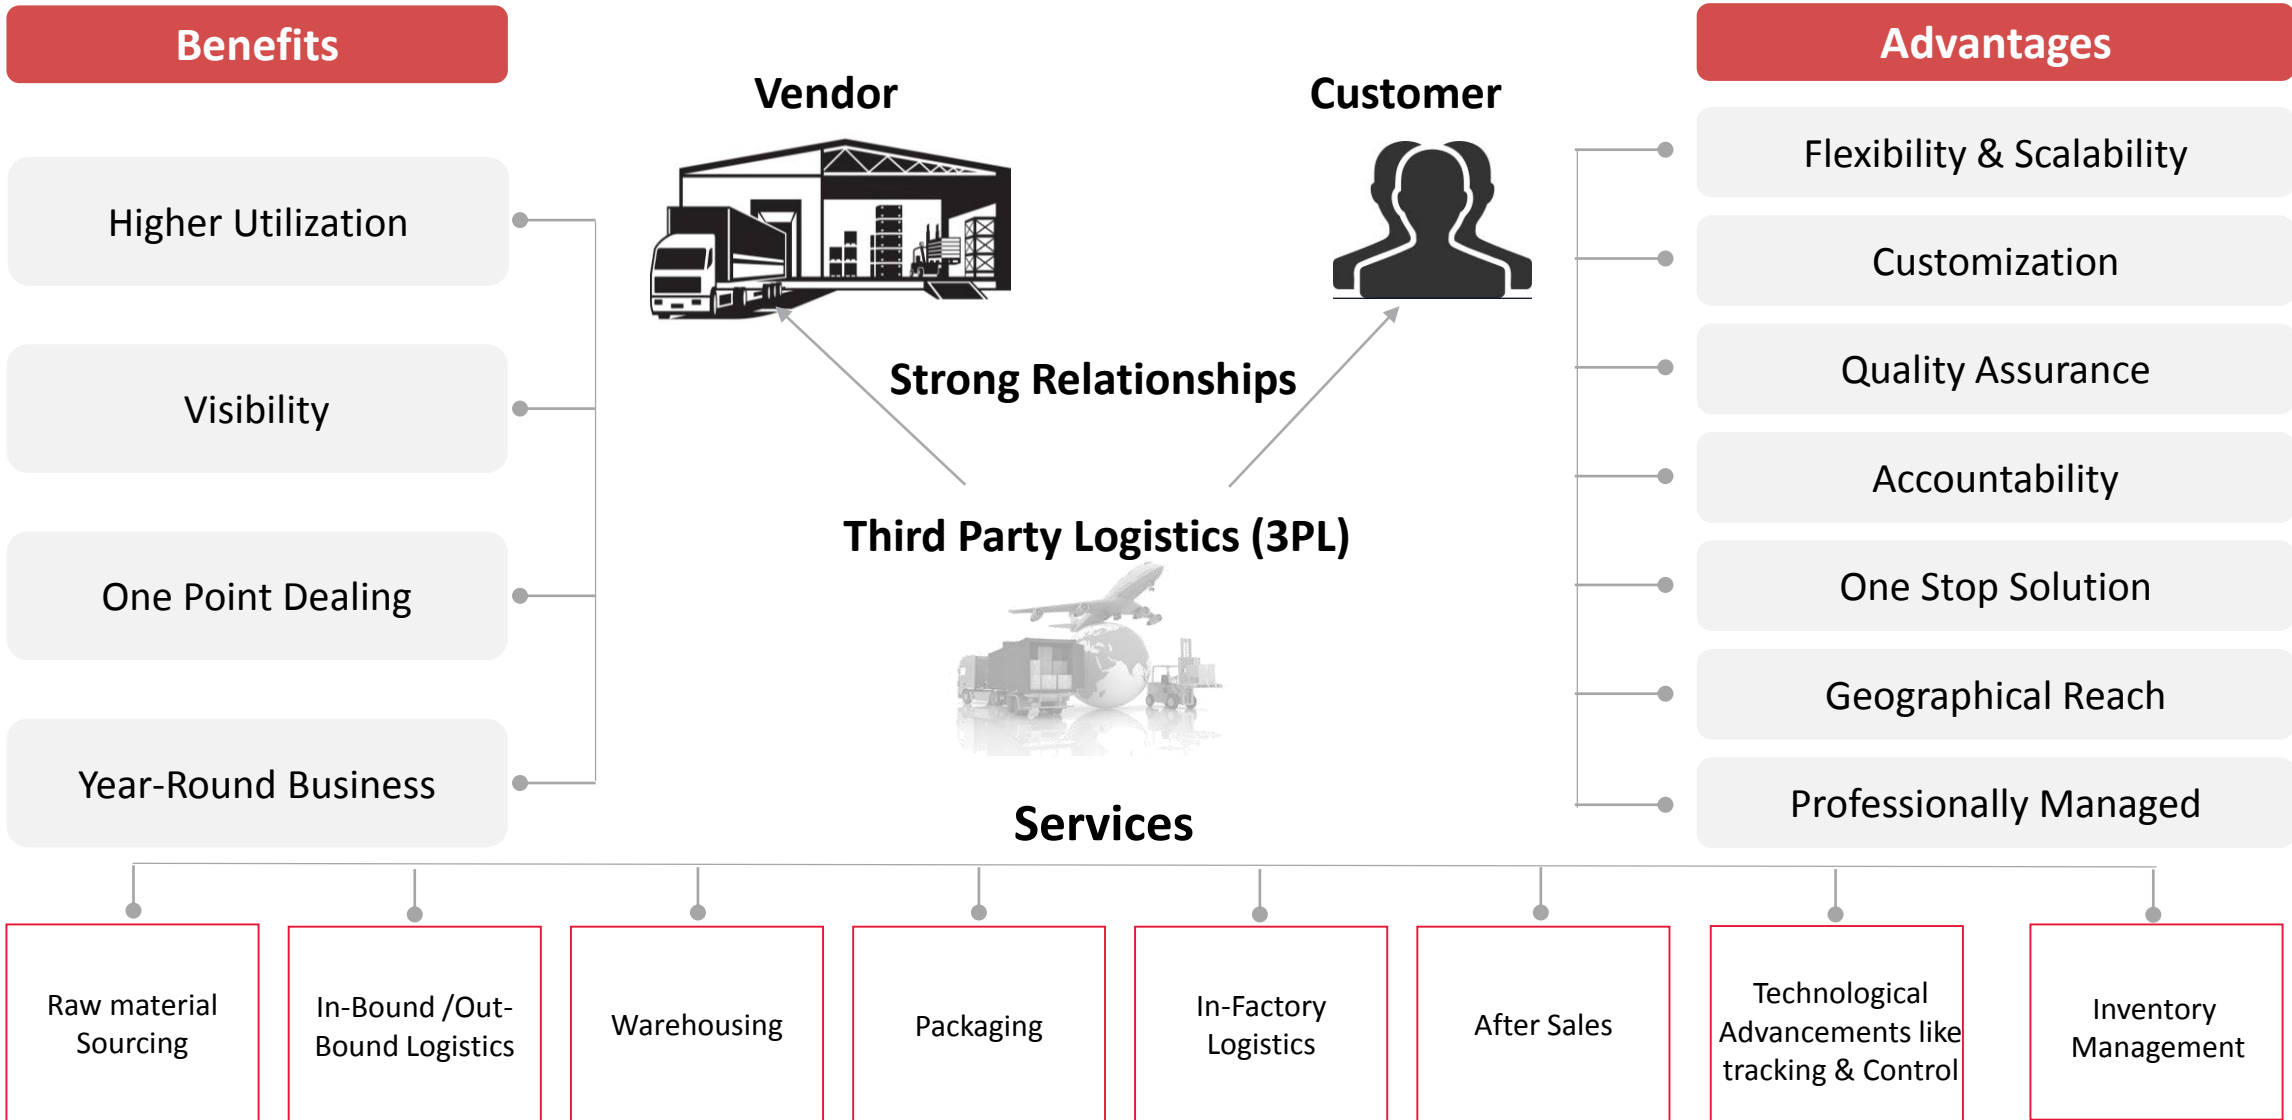 Benefits
Higher Utilization
Visibility
One Point Dealing
Year-Round Business
Vendor
Customer
Strong Relationships
Third Party Logistics (3PL)
Advantages
Flexibility & Scalability
Customization
Quality Assurance
Accountability
One Stop Solution
Geographical Reach
Professionally Managed
Services
Raw material
Sourcing
In-Bound /Out-
Bound Logistics
Warehousing
Packaging
In-Factory
Logistics
After Sales
Technological
Advancements like
tracking & Control
Inventory
Management